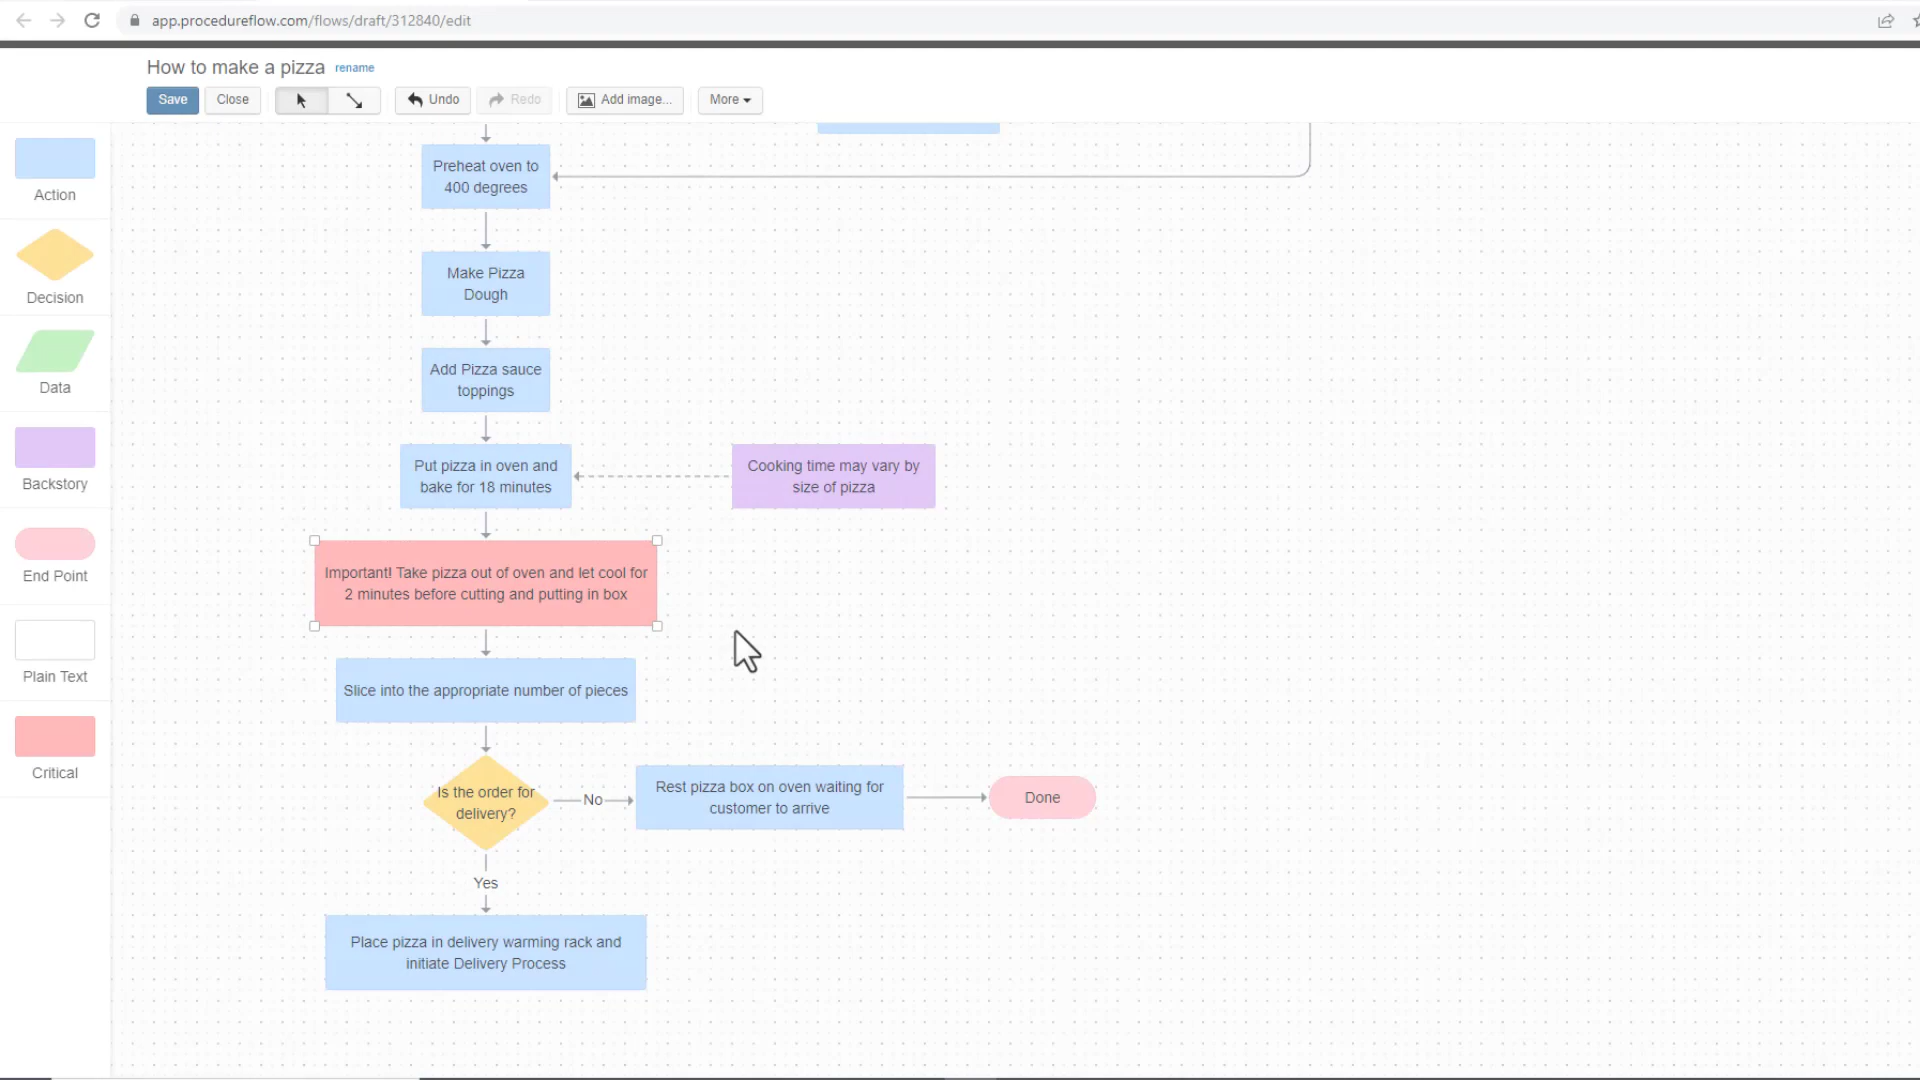 app.procedureflow.com/flows/draft/312840/edit
How to make a pizza rename
Save Close Undo Redo Add image... More
Action
Decision
Data
Backstory
End Point
Plain Text
Critical
Preheat oven to
400 degrees
Make Pizza
Dough
Add Pizza sauce
toppings
Put pizza in oven and
bake for 18 minutes
Cooking time may vary by
size of pizza
Important! Take pizza out of oven and let cool for
2 minutes before cutting and putting in box
Slice into the appropriate number of pieces
Is the order for
delivery?
No
Rest pizza box on oven waiting for
customer to arrive
Done
Yes
Place pizza in delivery warming rack and
initiate Delivery Process